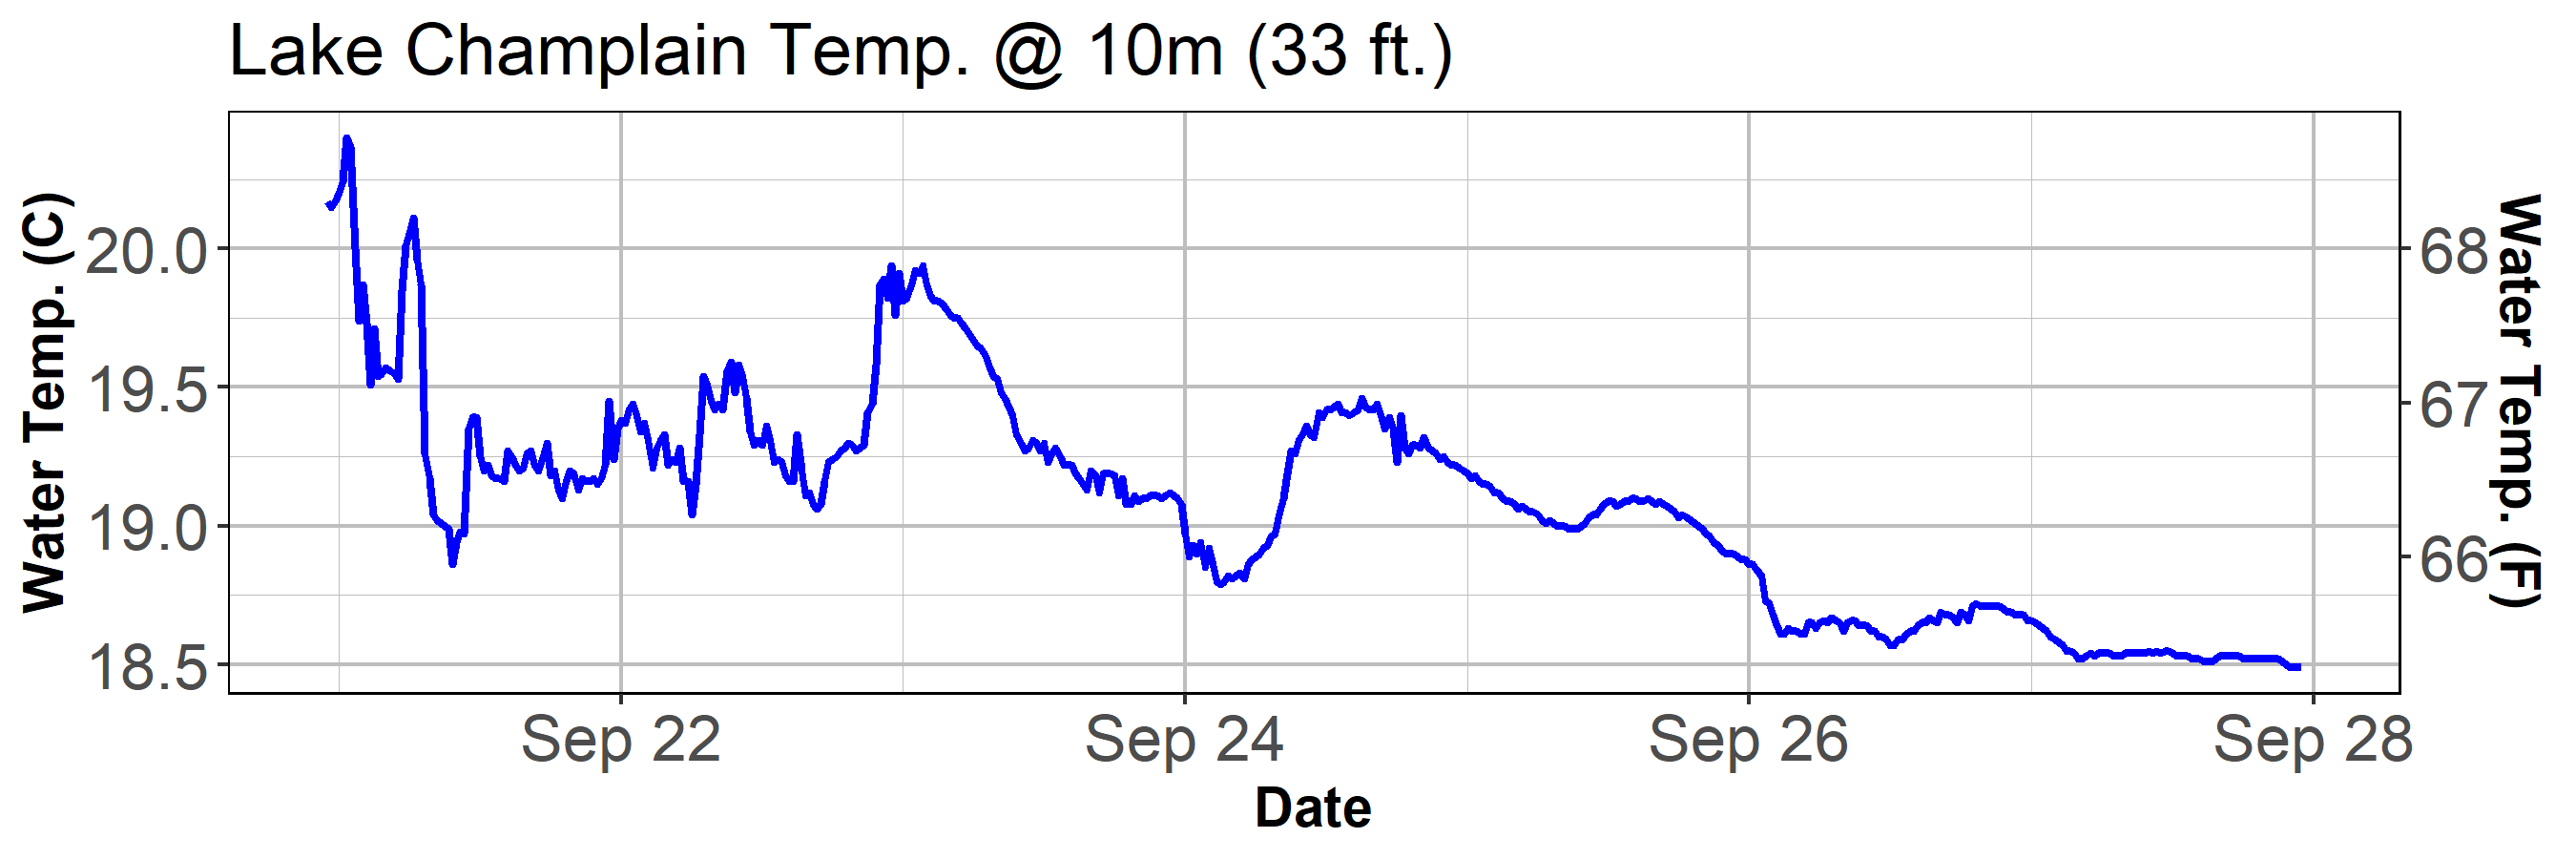 Lake Champlain Temp. @ 10m (33 ft.)
Water Temp. (C)
20.0
19.5
19.0
18.5
68
67
66
Water Temp. (F)
Sep 22 Sep 24 Sep 26 Sep 28
Date